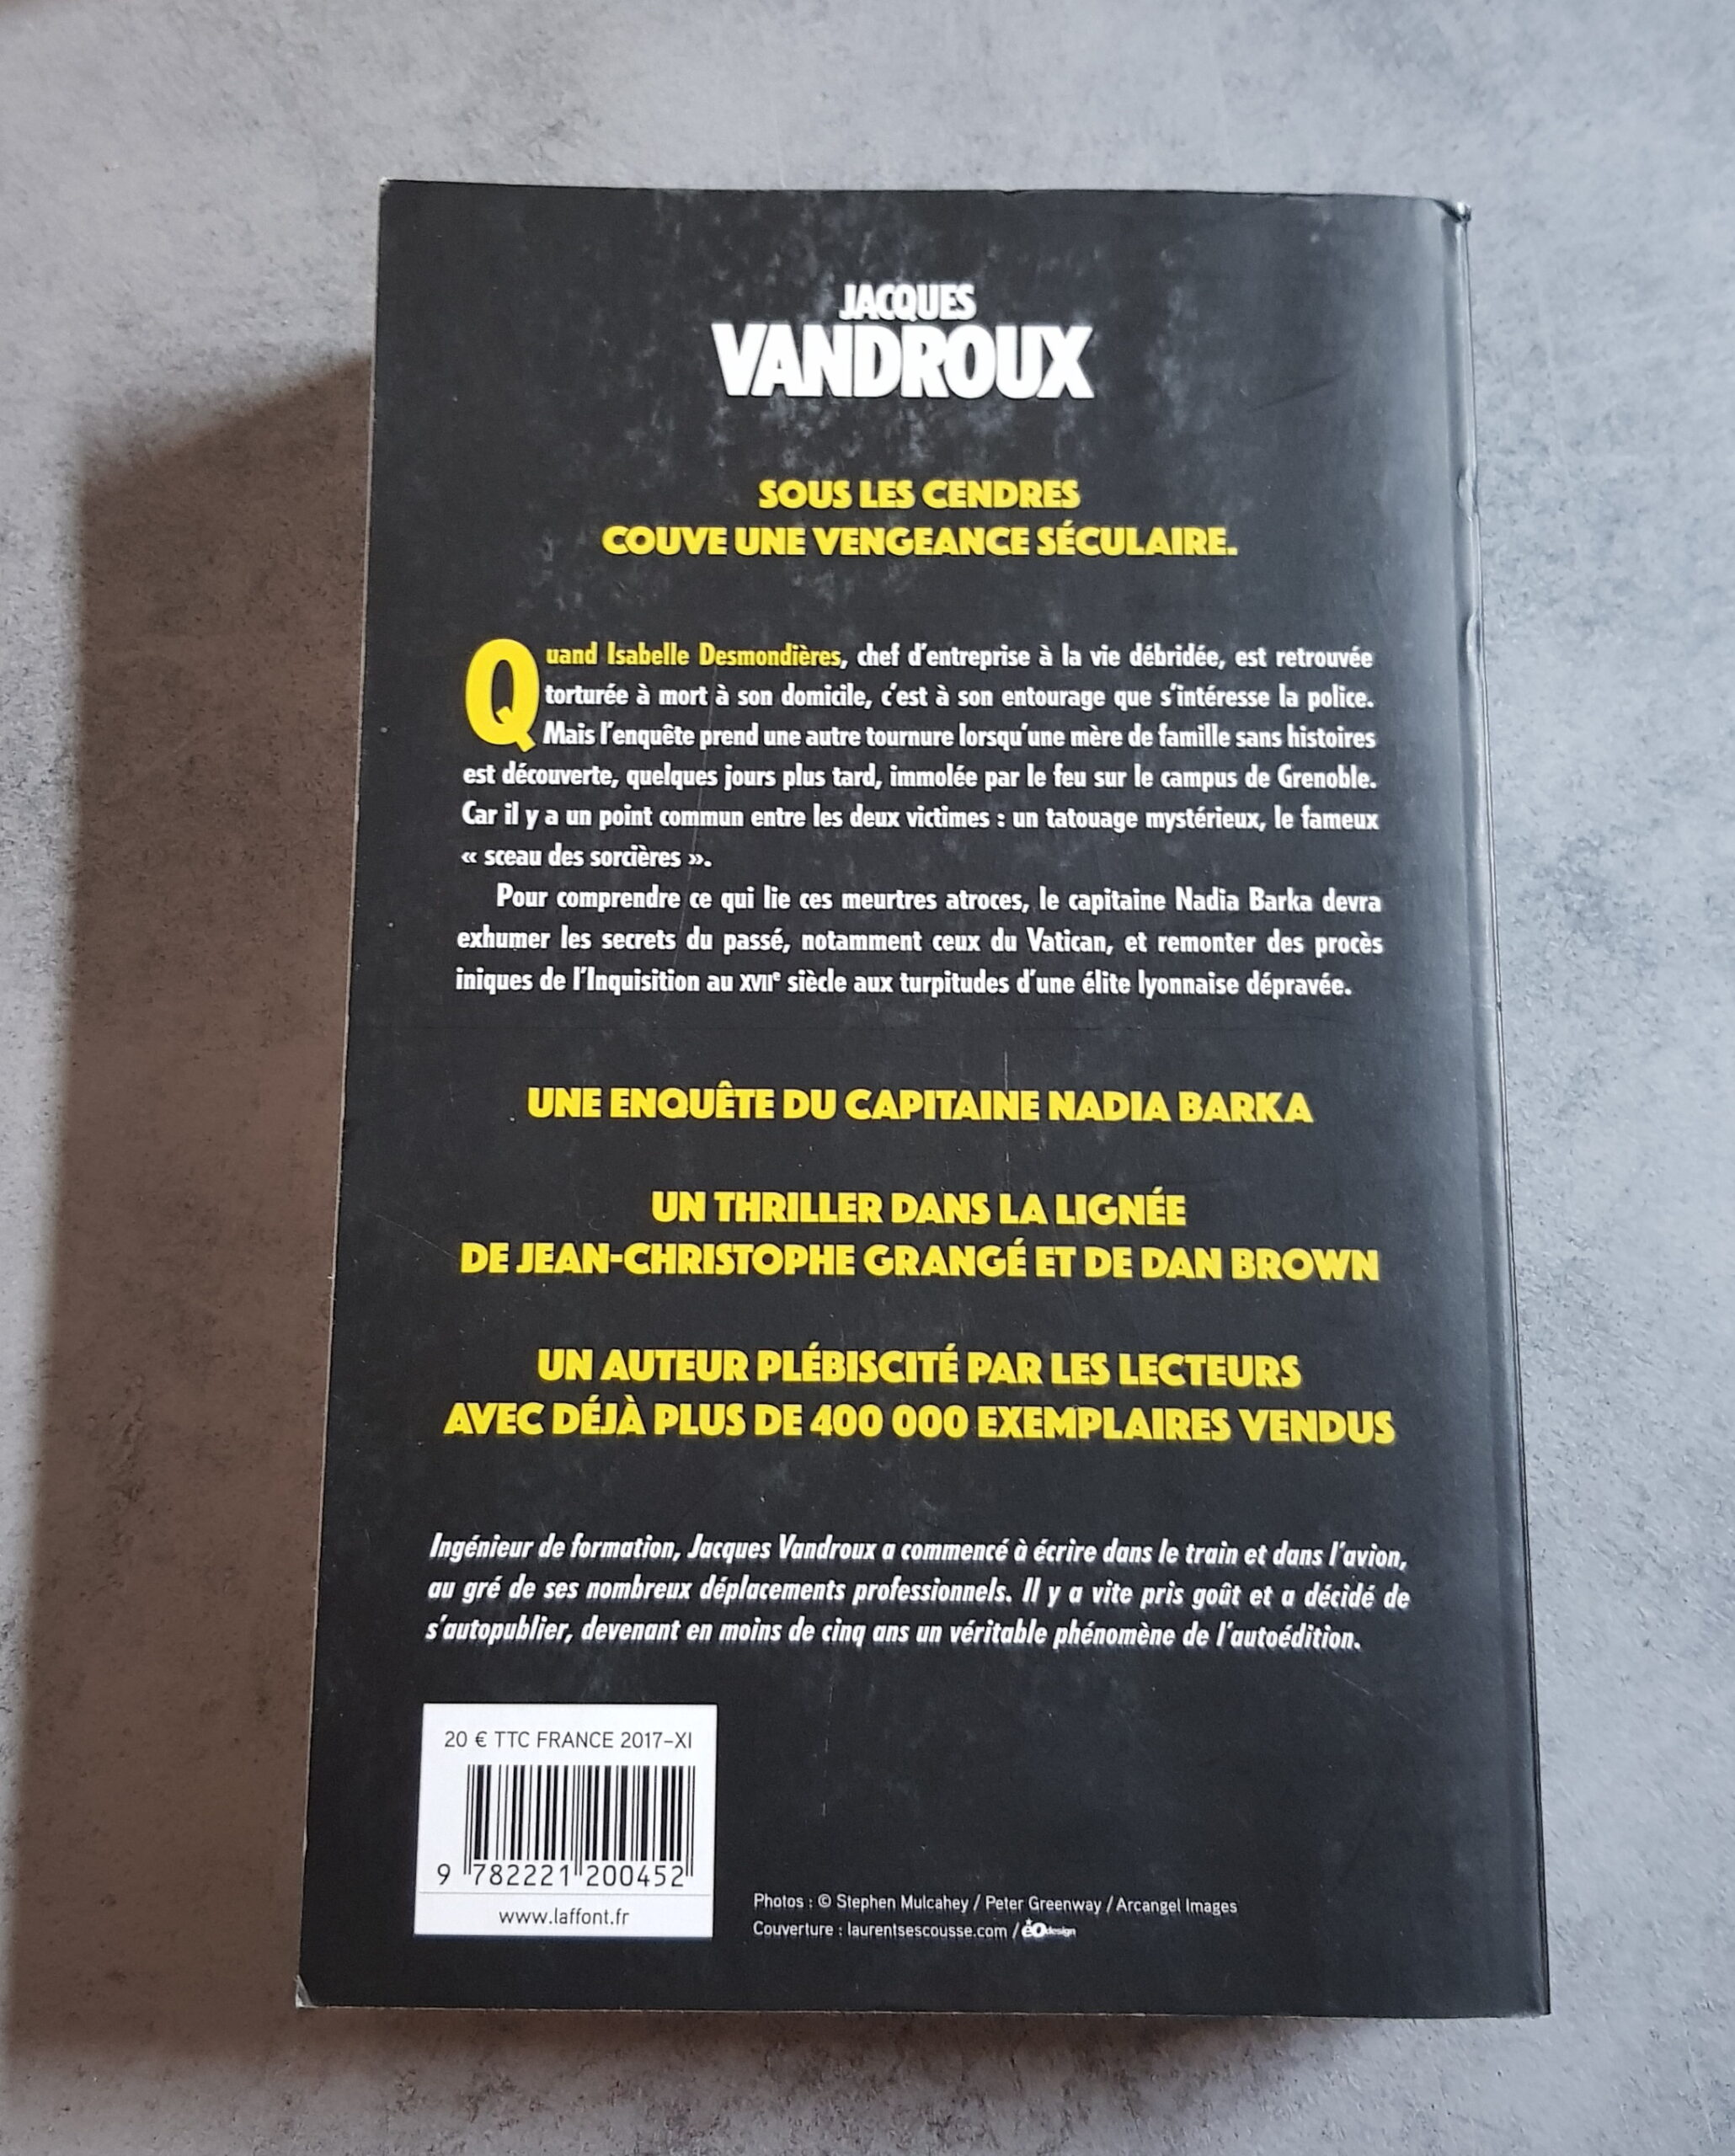 JACQUES
VANDROUX
SOUS LES CENDRES
COUVE UNE VENGEANCE SÉCULAIRE.
Quand Isabelle Desmondières, chef d'entreprise à la vie débridée, est retrouvée
torturée à mort à son domicile, c'est à son entourage que s'intéresse la police.
Mais l'enquête prend une autre tournure lorsqu'une mère de famille sans histoires
est découverte, quelques jours plus tard, immolée par le feu sur le campus de Grenoble.
Car il y a un point commun entre les deux victimes : un tatouage mystérieux, le fameux
« sceau des sorcières ».
Pour comprendre ce qui lie ces meurtres atroces, le capitaine Nadia Barka devra
exhumer les secrets du passé, notamment ceux du Vatican, et remonter des procès
iniques de l'Inquisition au XVIIe siècle aux turpitudes d'une élite lyonnaise dépravée.
UNE ENQUÊTE DU CAPITAINE NADIA BARKA
UN THRILLER DANS LA LIGNÉE
DE JEAN-CHRISTOPHE GRANGÉ ET DE DAN BROWN
UN AUTEUR PLÉBISCITÉ PAR LES LECTEURS
AVEC DÉJÀ PLUS DE 400 000 EXEMPLAIRES VENDUS
Ingénieur de formation, Jacques Vandroux a commencé à écrire dans le train et dans l'avion,
au gré de ses nombreux déplacements professionnels. Il y a vite pris goût et a décidé de
s'autopublier, devenant en moins de cinq ans un véritable phénomène de l'autoédition.
20 € TTC FRANCE 2017-XI
9 782221 200452
www.laffont.fr
Photos : © Stephen Mulcahey / Peter Greenway / Arcangel Images
Couverture : laurentsescousse.com / éO design